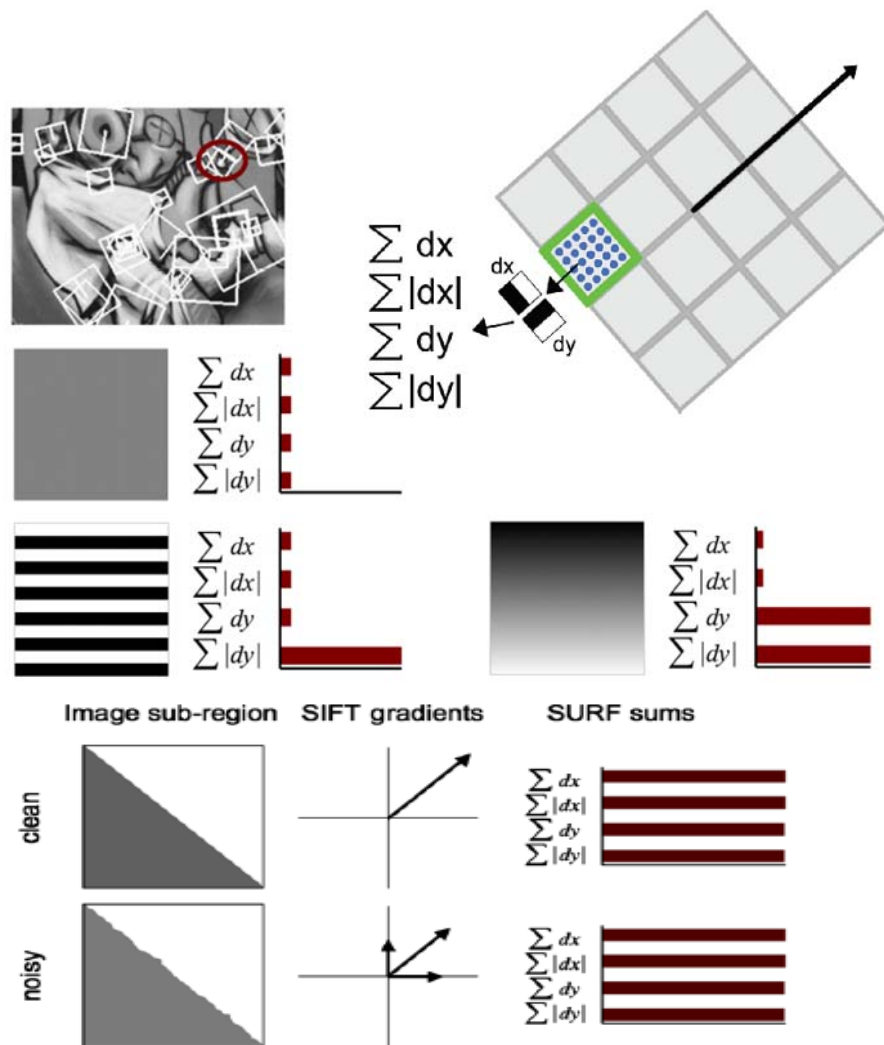 ∑ dx
∑ |dx|
∑ dy
∑ |dy|
dx
dy
∑ dx
∑ |dx|
∑ dy
∑ |dy|
∑ dx
∑ |dx|
∑ dy
∑ |dy|
∑ dx
∑ |dx|
∑ dy
∑ |dy|
Image sub-region SIFT gradients SURF sums
clean
∑ dx
∑ |dx|
∑ dy
∑ |dy|
noisy
∑ dx
∑ |dx|
∑ dy
∑ |dy|